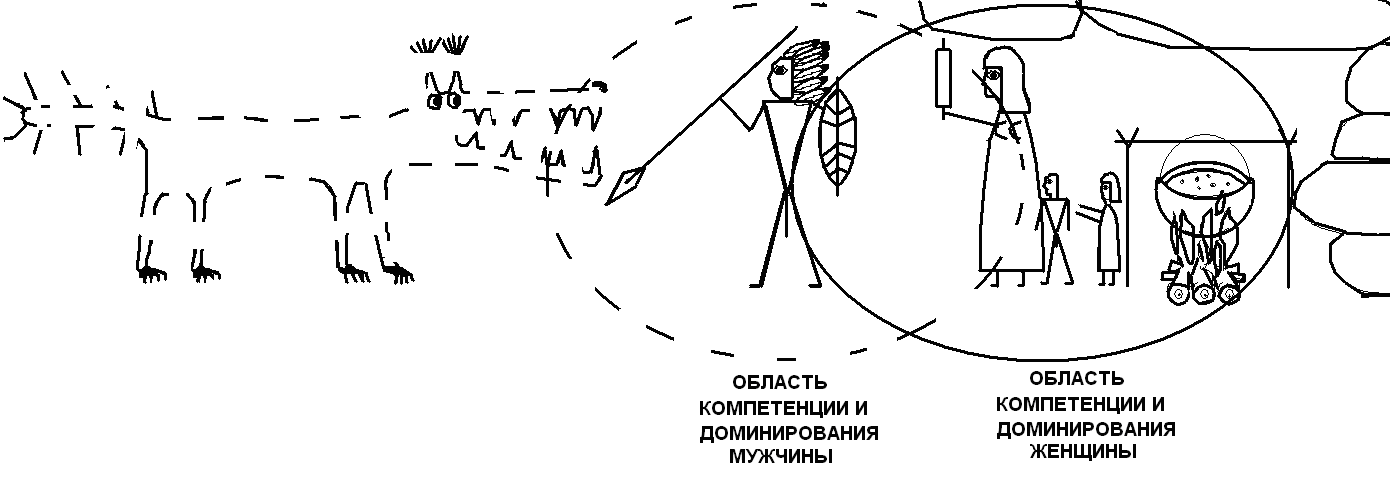 ОБЛАСТЬ
КОМПЕТЕНЦИИ И
ДОМИНИРОВАНИЯ
МУЖЧИНЫ
ОБЛАСТЬ
КОМПЕТЕНЦИИ И
ДОМИНИРОВАНИЯ
ЖЕНЩИНЫ